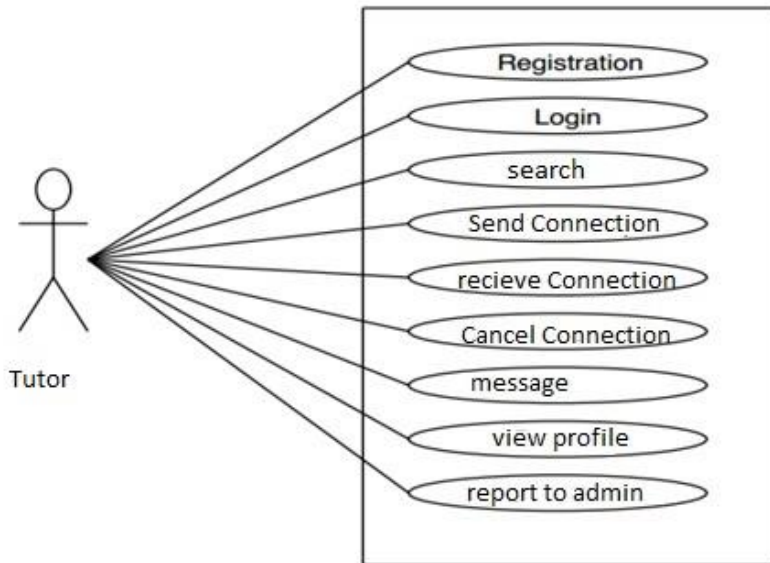 Registration
Login
search
Send Connection
recieve Connection
Cancel Connection
message
view profile
report to admin
Tutor